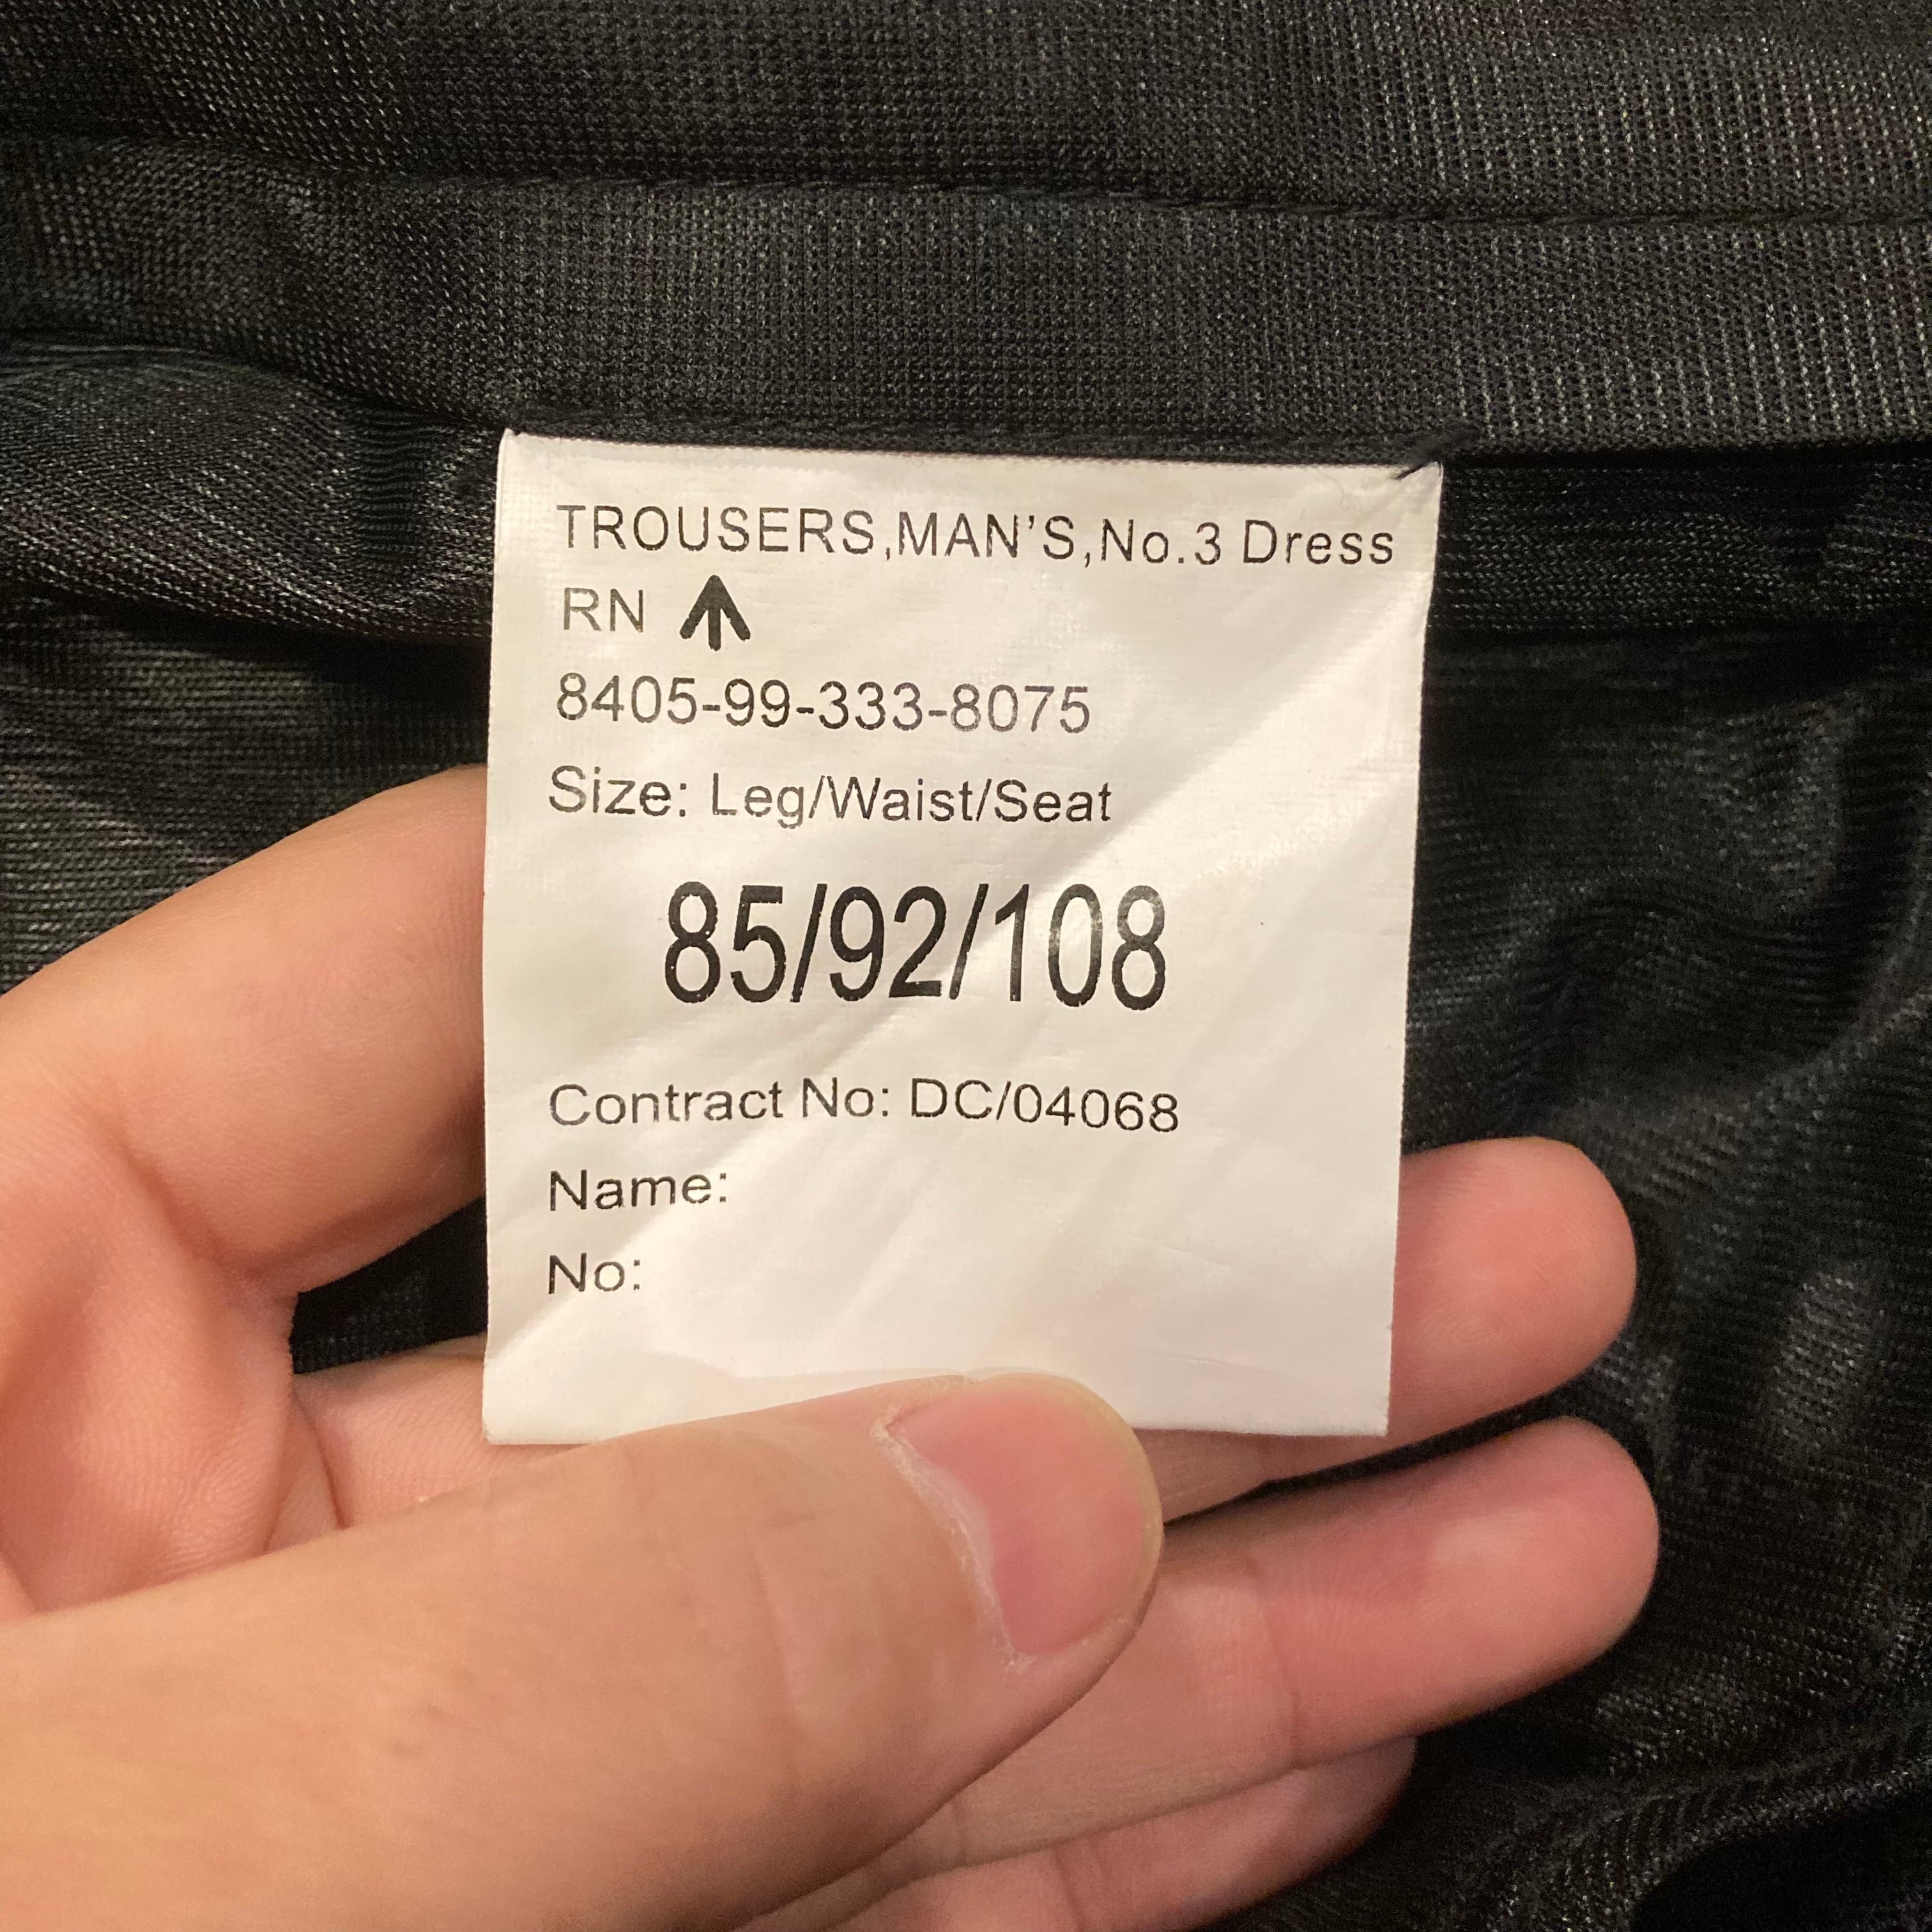 TROUSERS,MAN'S,No.3 Dress
RN
8405-99-333-8075
Size: Leg/Waist/Seat
85/92/108
Contract No: DC/04068
Name:
No: